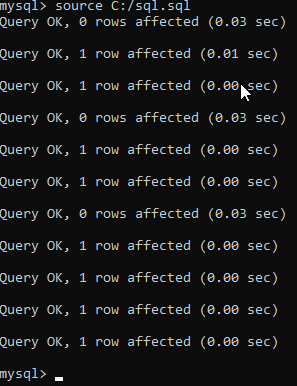 mysql> source C:/sql.sql
Query OK, 0 rows affected (0.03 sec)
Query OK, 1 row affected (0.01 sec)
Query OK, 1 row affected (0.00 sec)
Query OK, 0 rows affected (0.03 sec)
Query OK, 1 row affected (0.00 sec)
Query OK, 1 row affected (0.00 sec)
Query OK, 0 rows affected (0.03 sec)
Query OK, 1 row affected (0.00 sec)
Query OK, 1 row affected (0.00 sec)
Query OK, 1 row affected (0.00 sec)
Query OK, 1 row affected (0.00 sec)
mysql>